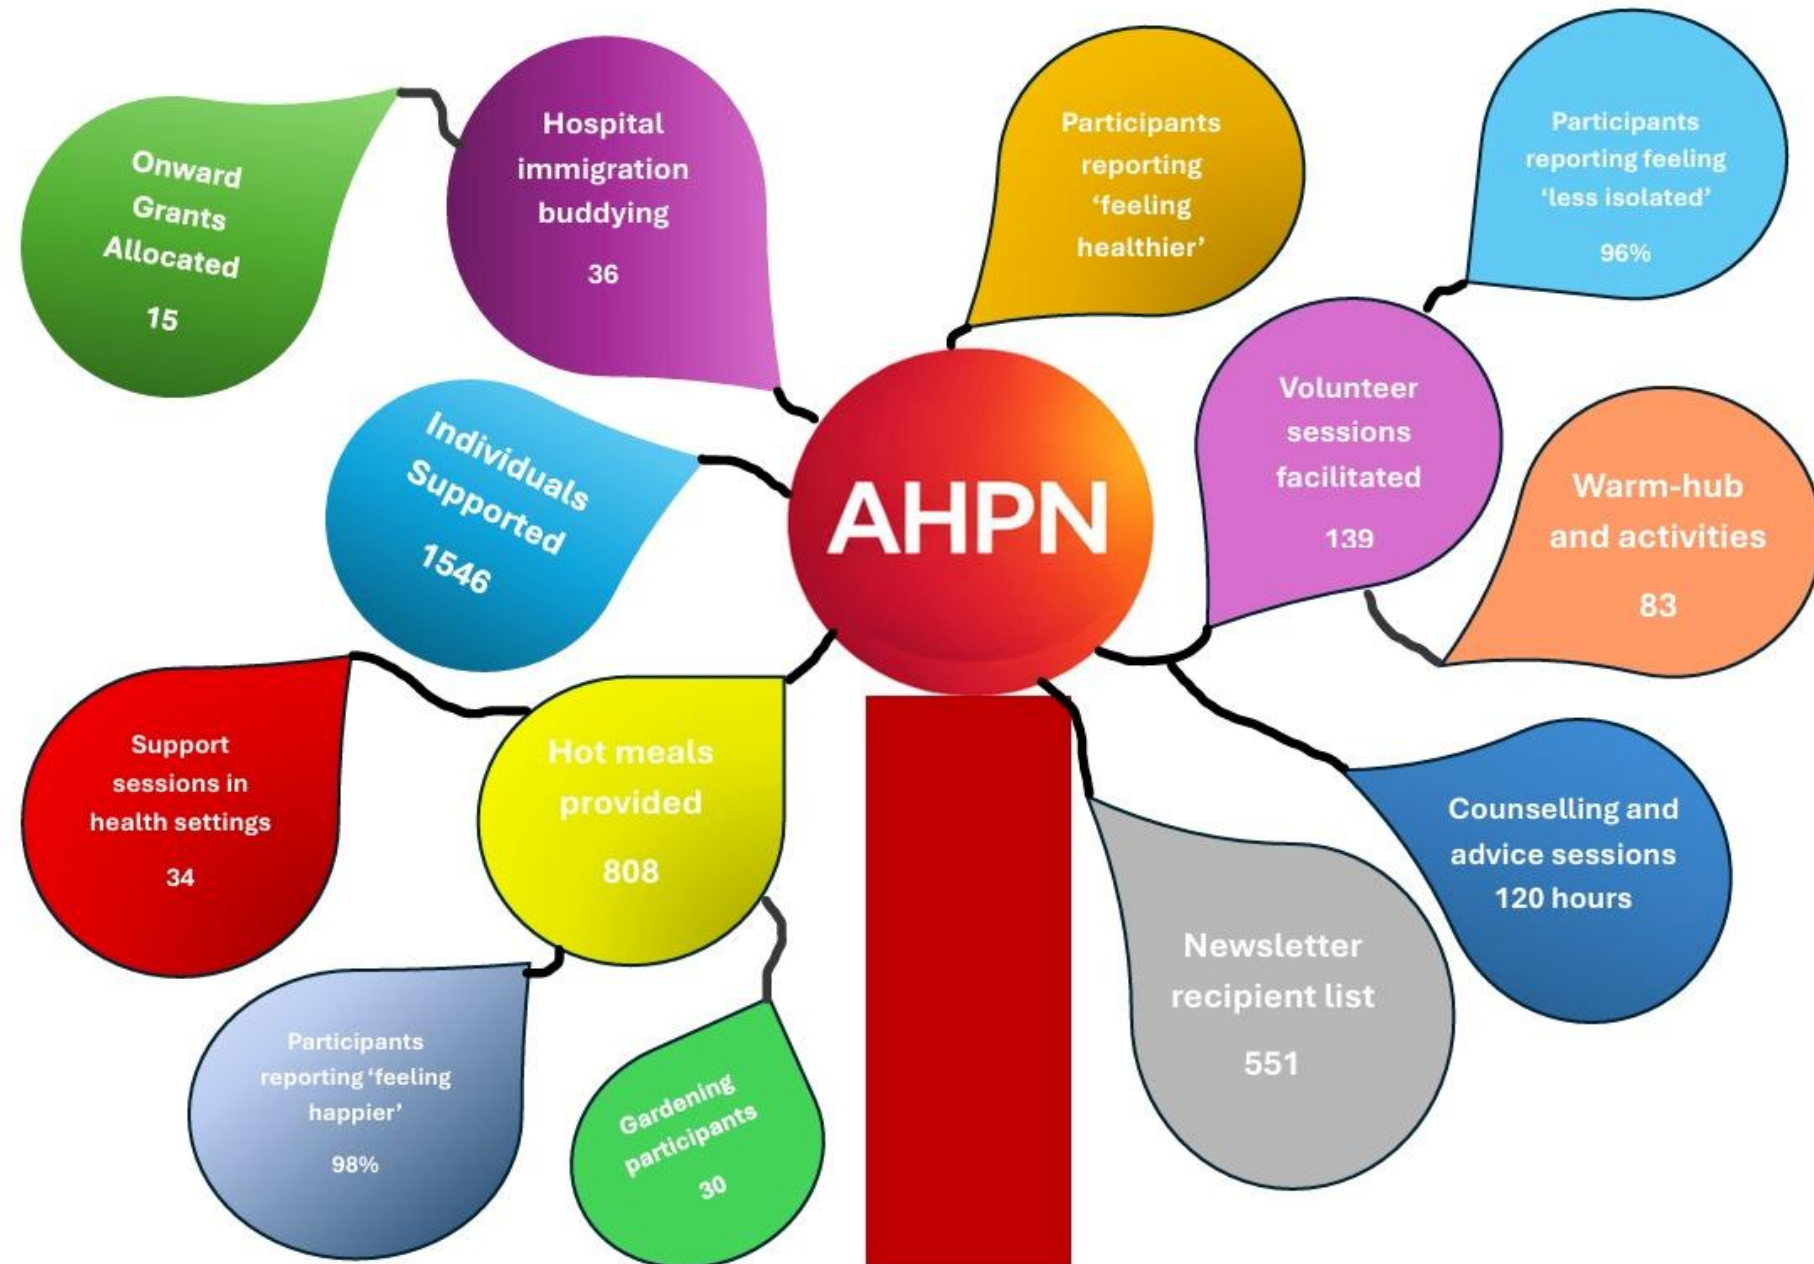 Onward
Grants
Allocated
15
Hospital
immigration
buddying
36
Participants
reporting
‘feeling
healthier’
Participants
reporting feeling
‘less isolated’
96%
Individuals
Supported
1546
AHPN
Volunteer
sessions
facilitated
139
Warm-hub
and activities
83
Support
sessions in
health settings
34
Hot meals
provided
808
Counselling and
advice sessions
120 hours
Newsletter
recipient list
551
Participants
reporting ‘feeling
happier’
98%
Gardening
participants
30